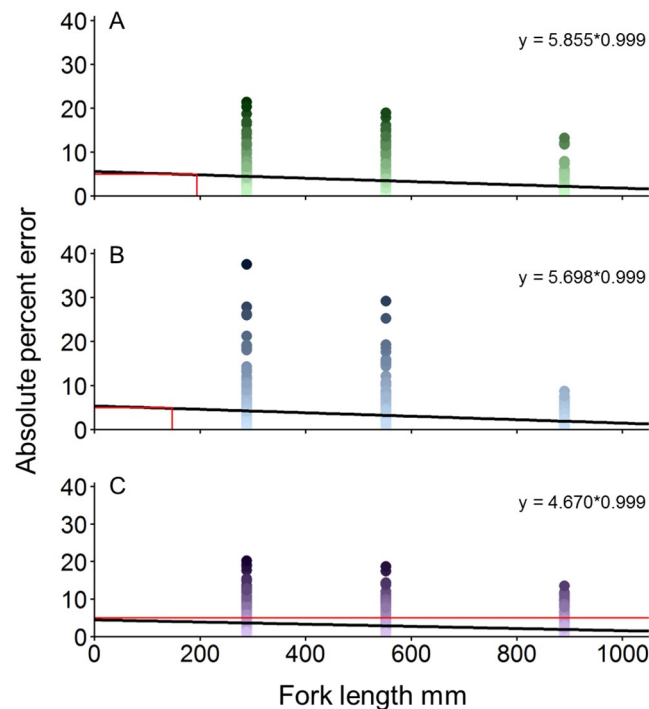 A
y = 5.855*0.999
40
30
20
10
0
B
y = 5.698*0.999
40
30
20
10
0
C
y = 4.670*0.999
40
30
20
10
0
0 200 400 600 800 1000
Absolute percent error
Fork length mm